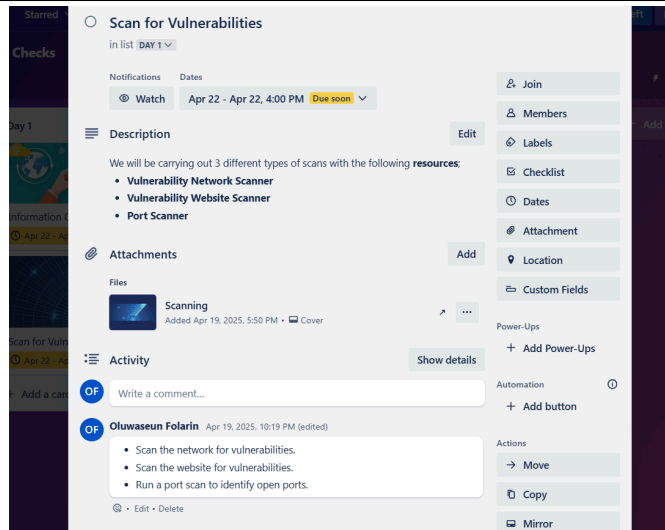 Starred
Checks
Day 1
Information
Apr 22 - Ap
Scan for Vuln
Apr 22 - Ap
+ Add a card
Scan for Vulnerabilities
in list DAY 1
Notifications Dates
Watch Apr 22 - Apr 22, 4:00 PM Due soon
Description Edit
We will be carrying out 3 different types of scans with the following resources;
• Vulnerability Network Scanner
• Vulnerability Website Scanner
• Port Scanner
Attachments Add
Files
Scanning
Added Apr 19, 2025, 5:50 PM • Cover
Activity Show details
OF Write a comment...
OF Oluwaseun Folarin Apr 19, 2025, 10:19 PM (edited)
• Scan the network for vulnerabilities.
• Scan the website for vulnerabilities.
• Run a port scan to identify open ports.
• Edit • Delete
Join
Members
Labels
Checklist
Dates
Attachment
Location
Custom Fields
Power-Ups
+ Add Power-Ups
Automation
+ Add button
Actions
→ Move
Copy
Mirror
Add